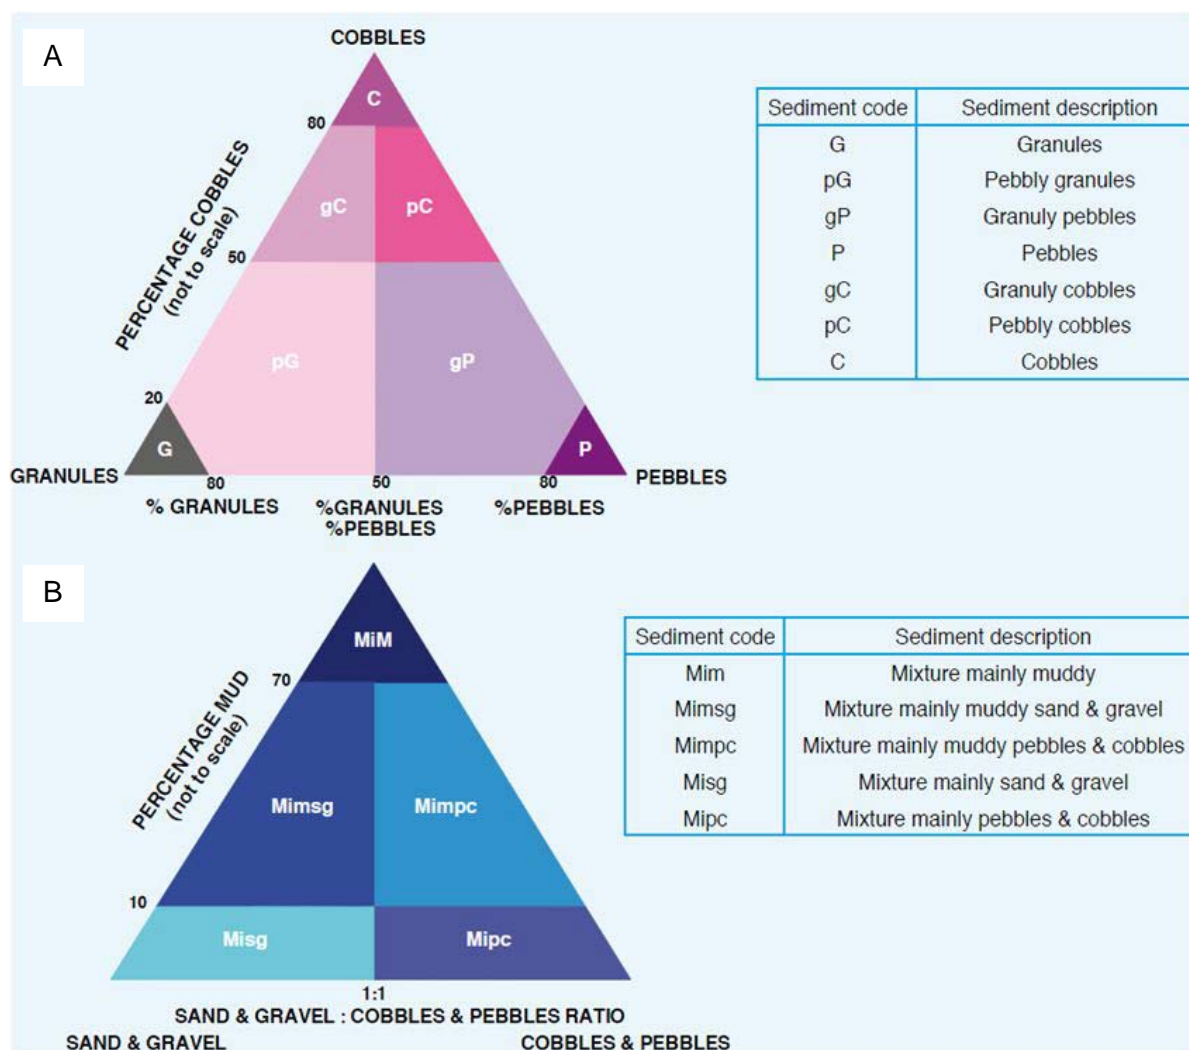 A
COBBLES
C
80
gC
pC
PERCENTAGE COBBLES
(not to scale)
50
pG
gP
20
G
P
GRANULES
PEBBLES
80
50
80
% GRANULES
%GRANULES
%PEBBLES
%PEBBLES
Sediment code Sediment description
G Granules
pG Pebbly granules
gP Granuly pebbles
P Pebbles
gC Granuly cobbles
pC Pebbly cobbles
C Cobbles
B
MiM
70
PERCENTAGE MUD
(not to scale)
Mimsg
Mimpc
10
Misg
Mipc
1:1
SAND & GRAVEL : COBBLES & PEBBLES RATIO
SAND & GRAVEL
COBBLES & PEBBLES
Sediment code Sediment description
Mim Mixture mainly muddy
Mimsg Mixture mainly muddy sand & gravel
Mimpc Mixture mainly muddy pebbles & cobbles
Misg Mixture mainly sand & gravel
Mipc Mixture mainly pebbles & cobbles